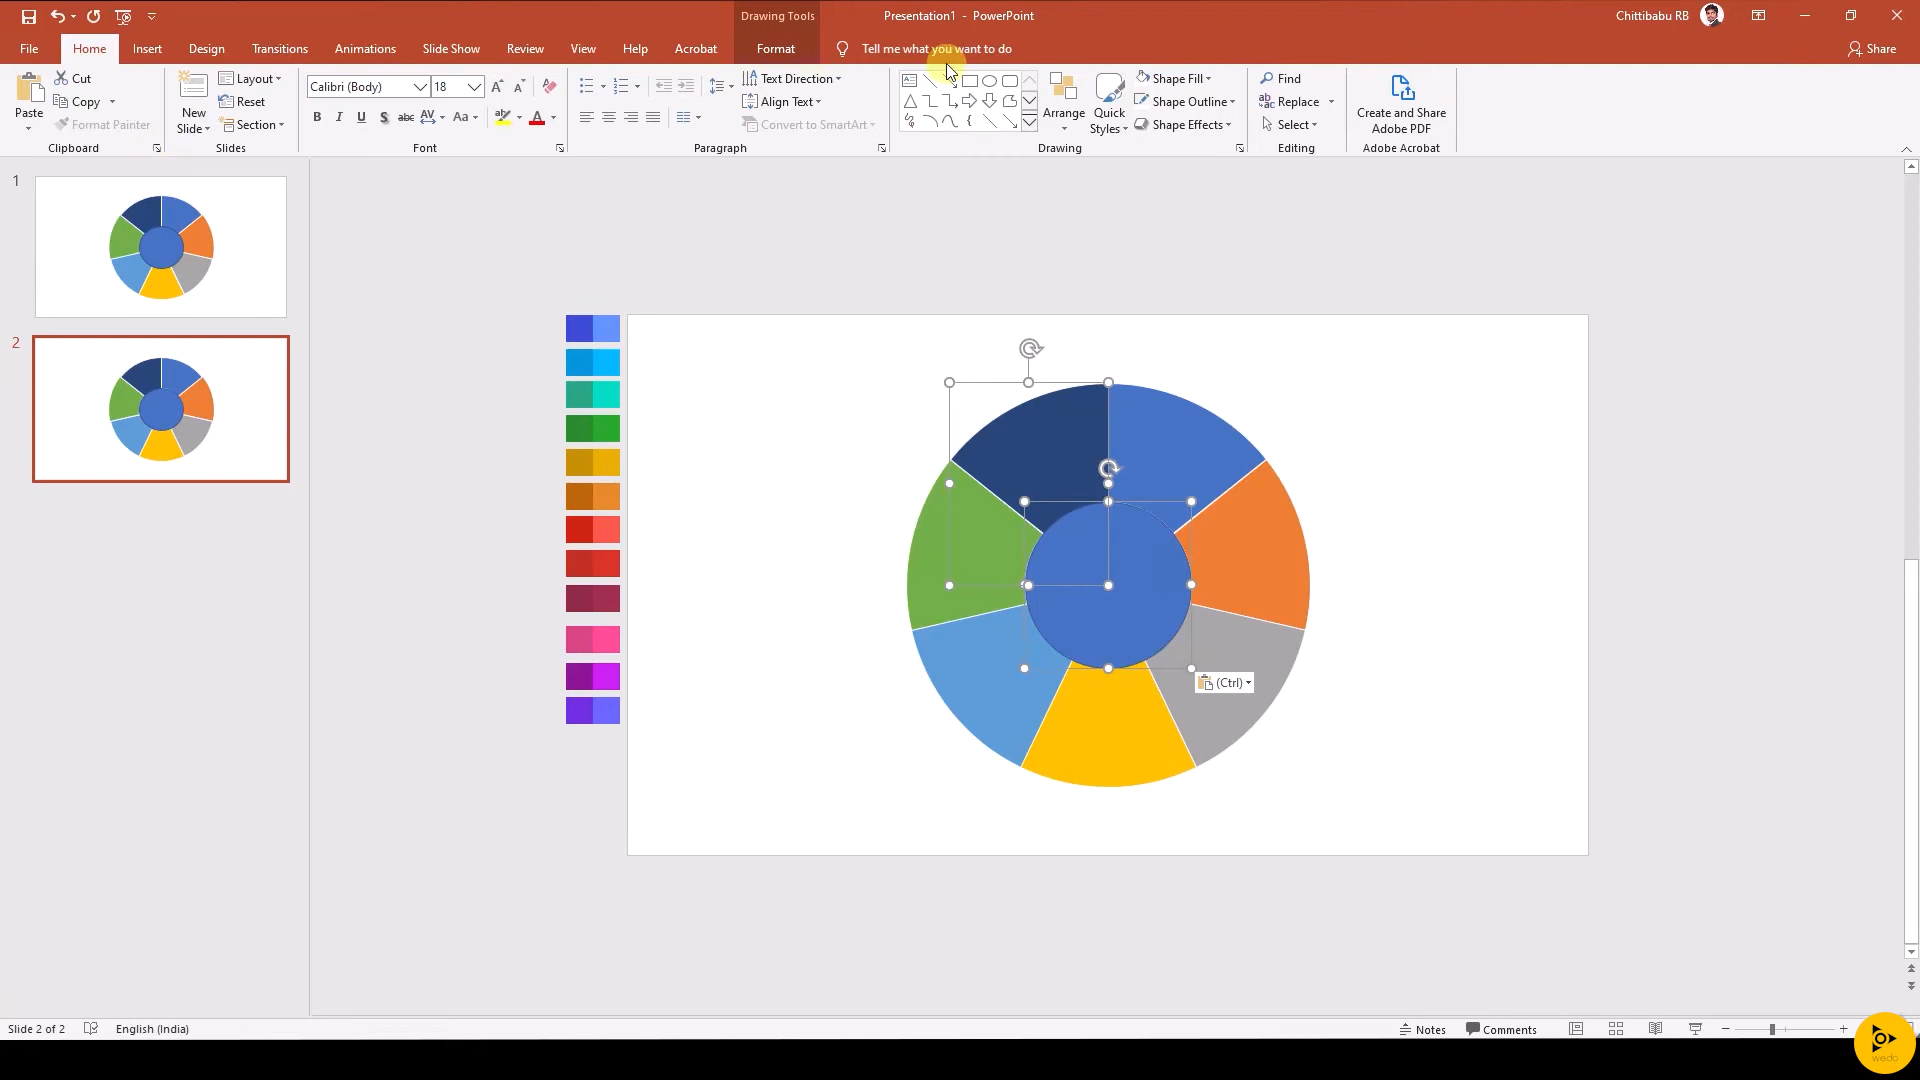 Drawing Tools
Presentation1 - PowerPoint
Chittibabu RB
File
Home
Insert
Design
Transitions
Animations
Slide Show
Review
View
Help
Acrobat
Format
Tell me what you want to do
Share
Paste
Cut
Copy
Format Painter
Clipboard
New
Slide
Layout
Reset
Section
Slides
Calibri (Body)
18
B I U S abc AV Aa A
Font
Text Direction
Align Text
Convert to SmartArt
Paragraph
Arrange
Quick
Styles
Shape Fill
Shape Outline
Shape Effects
Drawing
Find
Replace
Select
Editing
Create and Share
Adobe PDF
Adobe Acrobat
1
2
(Ctrl)
Slide 2 of 2
English (India)
Notes
Comments
wedo